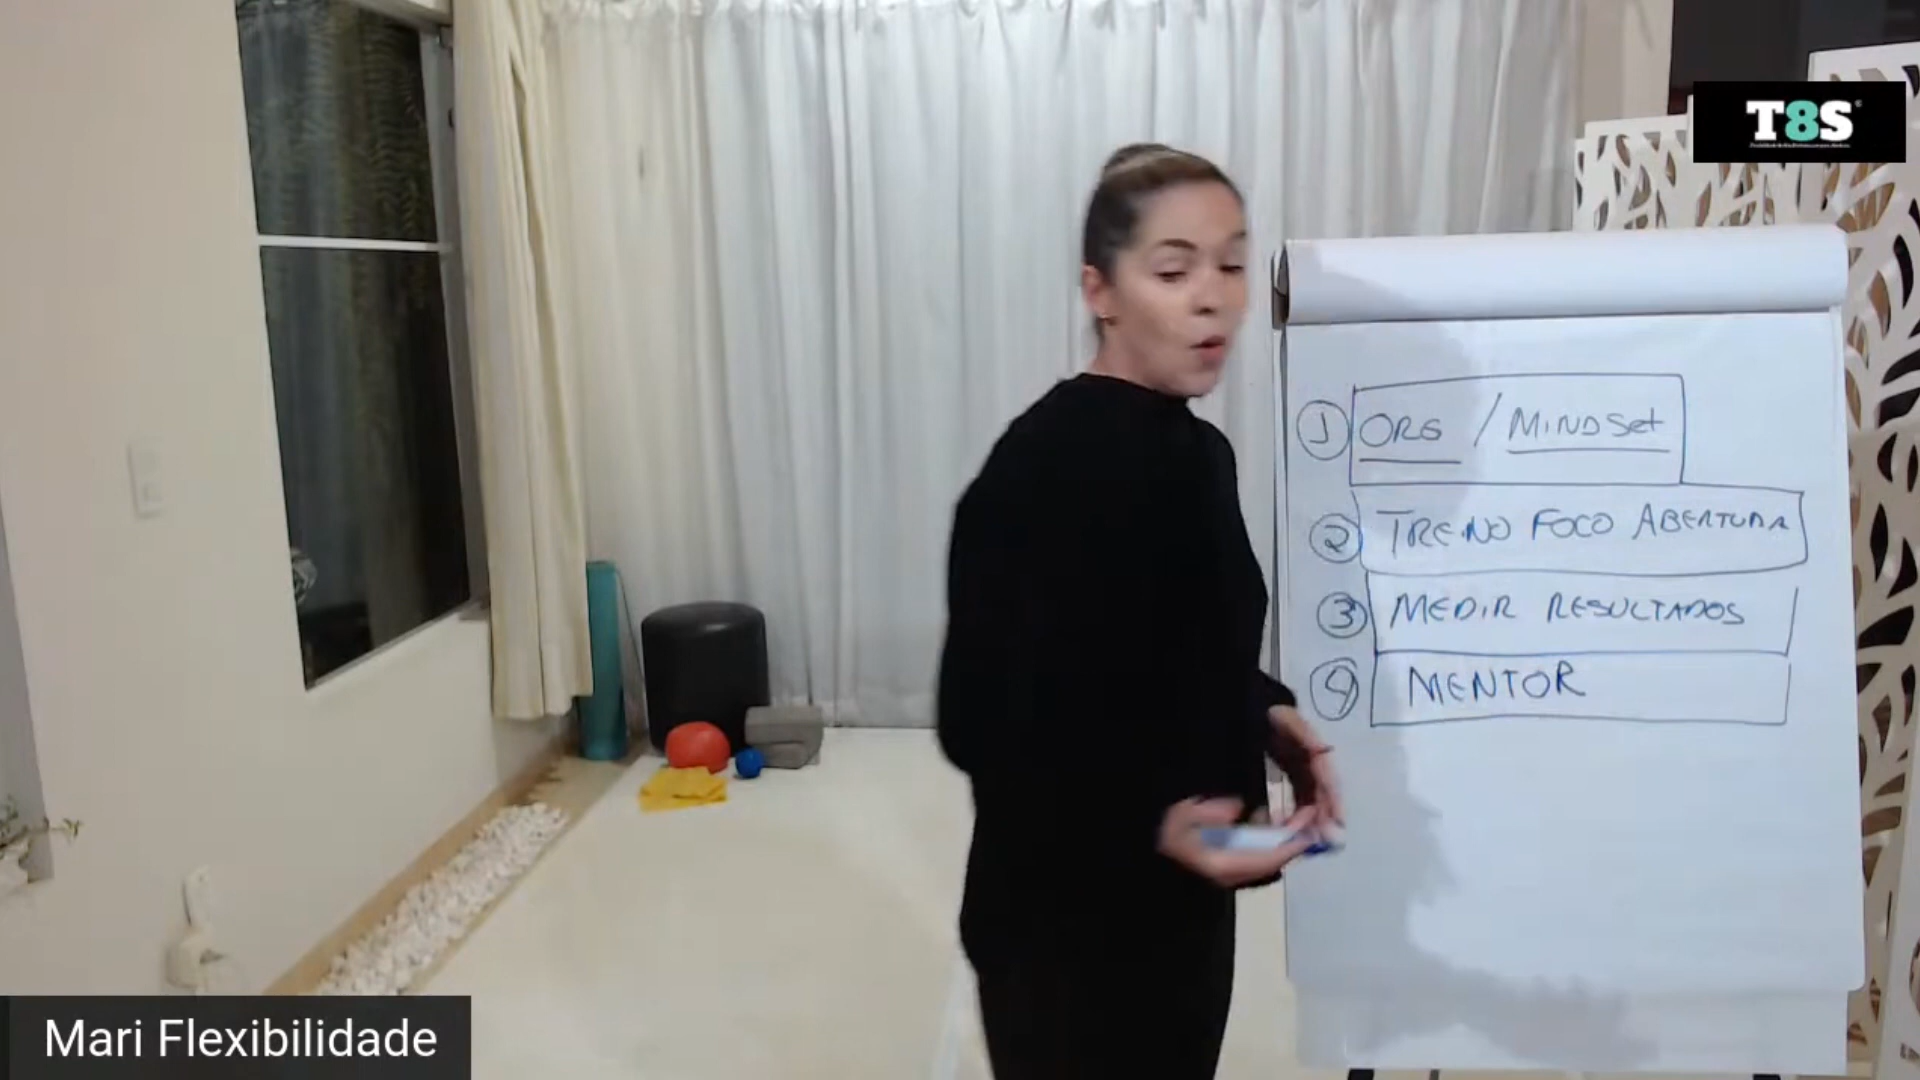 T8S
1 ORG / MINDSet
2 TREINO FOCO ABERTURA
3 MEDIR RESULTADOS
4 MENTOR
Mari Flexibilidade